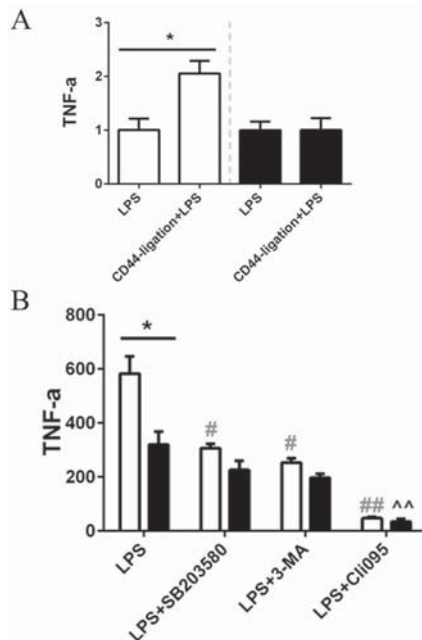 A
TNF-a
3
2
1
0
*
LPS
CD44-ligation+LPS
LPS
CD44-ligation+LPS
B
TNF-a
800
600
400
200
0
*
#
#
##
^^
LPS
LPS+SB203580
LPS+3-MA
LPS+Cli095